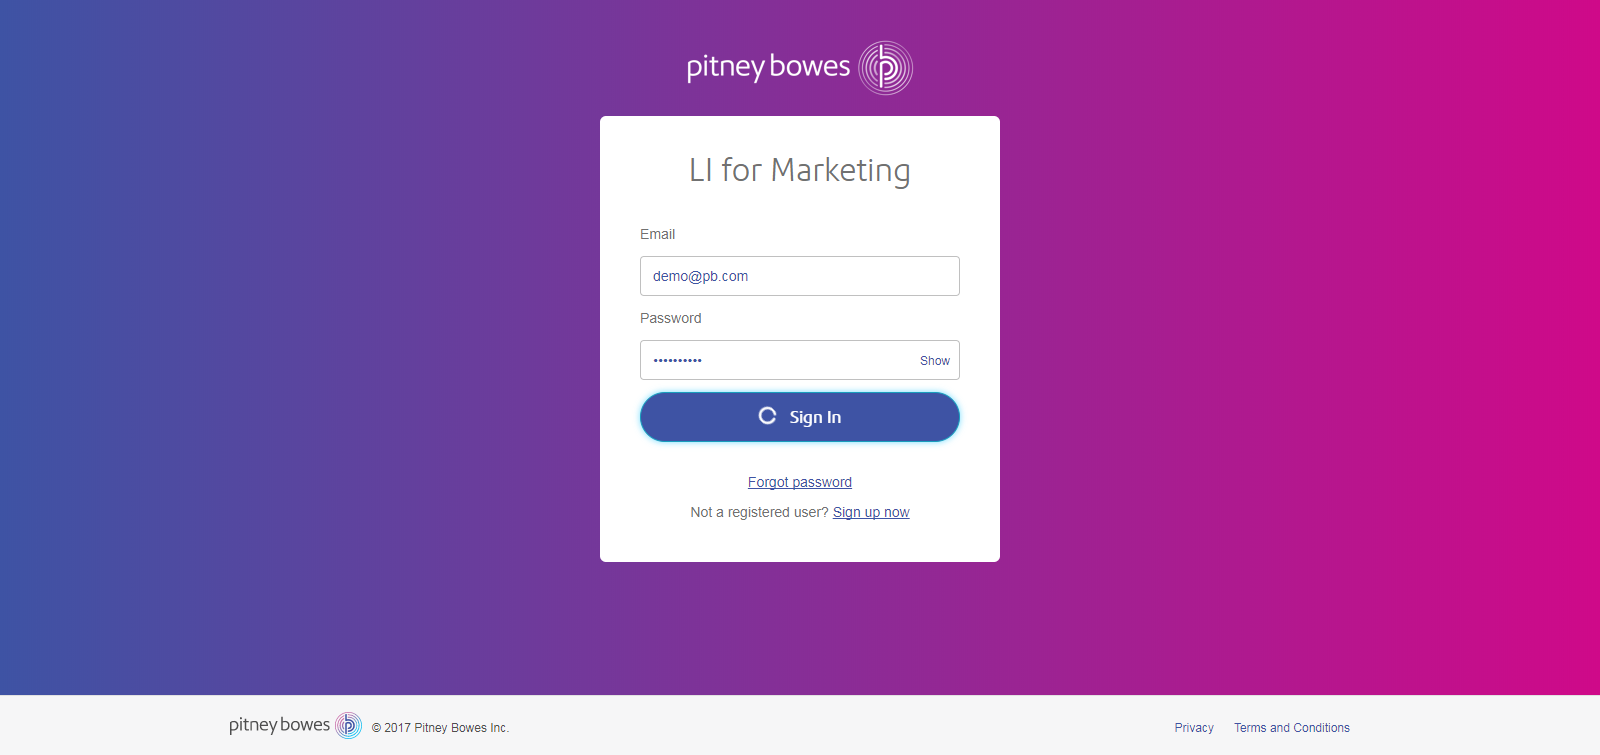 pitney bowes
LI for Marketing
Email
demo@pb.com
Password
••••••••••
Show
Sign In
Forgot password
Not a registered user? Sign up now
pitney bowes © 2017 Pitney Bowes Inc.
Privacy Terms and Conditions